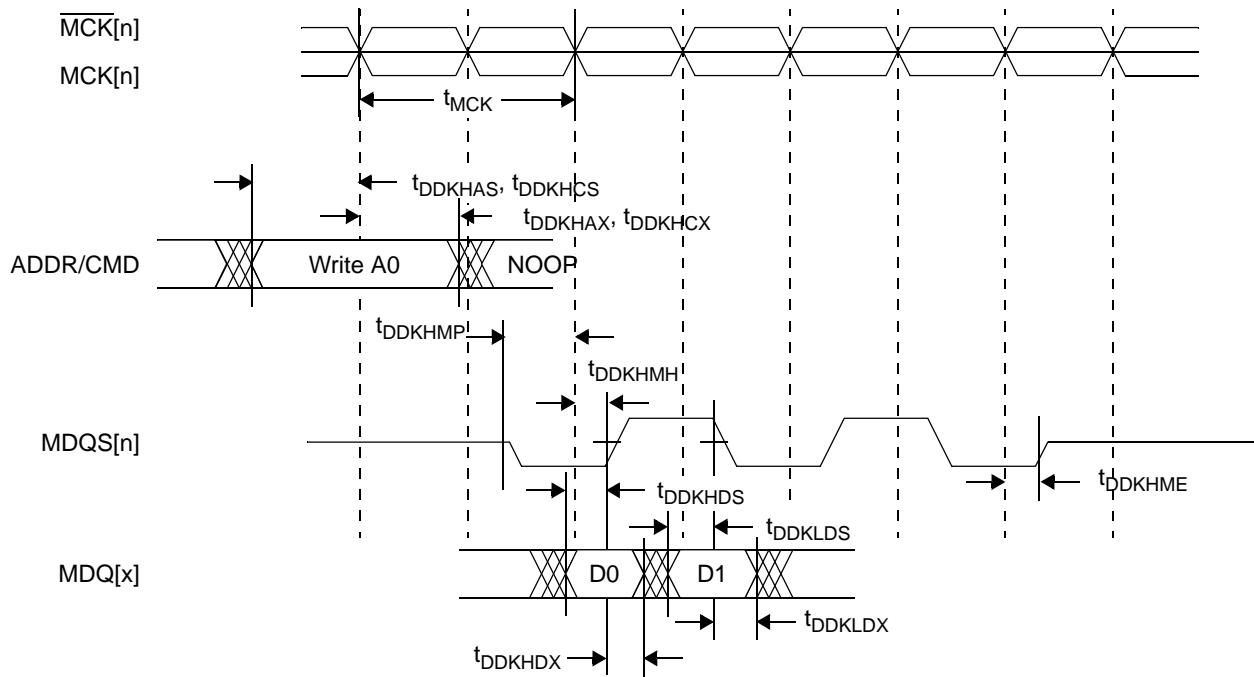 M̅C̅K̅[n]
MCK[n]
tMCK
tDDKHAS, tDDKHCS
tDDKHAX, tDDKHCX
ADDR/CMD
Write A0
NOOP
tDDKHMP
tDDKHMH
MDQS[n]
tDDKHME
tDDKHDS
tDDKLDS
MDQ[x]
D0
D1
tDDKLDX
tDDKHDX